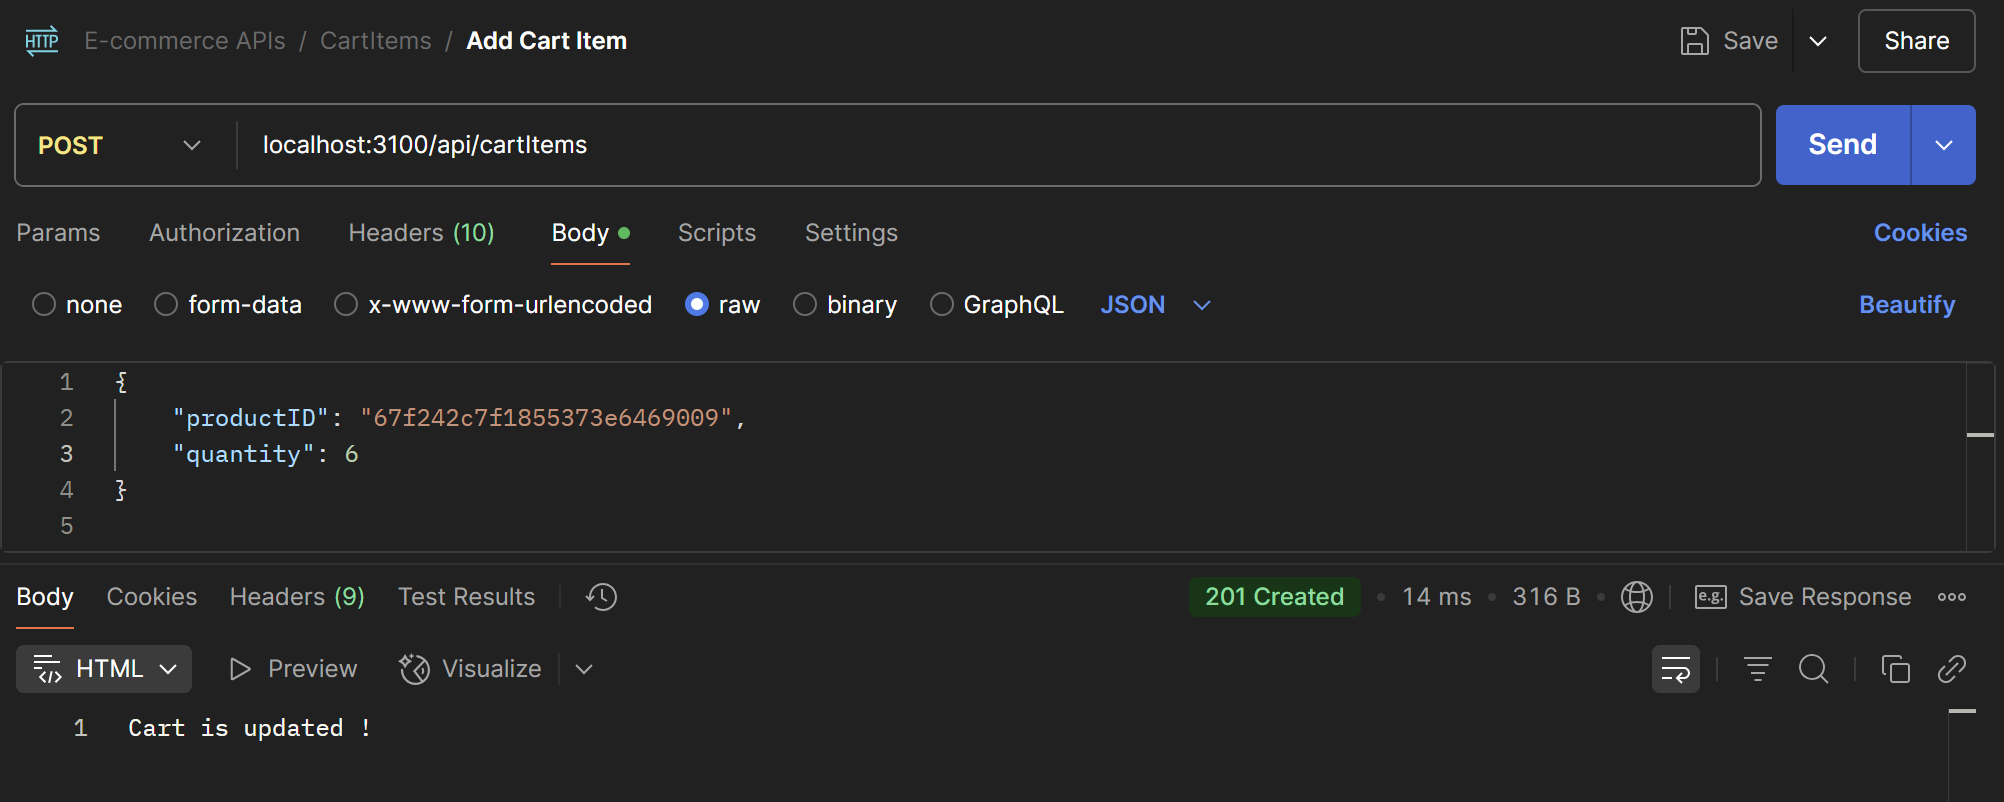 HTTP E-commerce APIs / CartItems / Add Cart Item Save Share
POST localhost:3100/api/cartItems Send
Params Authorization Headers (10) Body Scripts Settings Cookies
none form-data x-www-form-urlencoded raw binary GraphQL JSON Beautify
1 {
2 "productID": "67f242c7f1855373e6469009",
3 "quantity": 6
4 }
5
Body Cookies Headers (9) Test Results 201 Created • 14 ms • 316 B • e.g. Save Response
HTML Preview Visualize
1 Cart is updated !